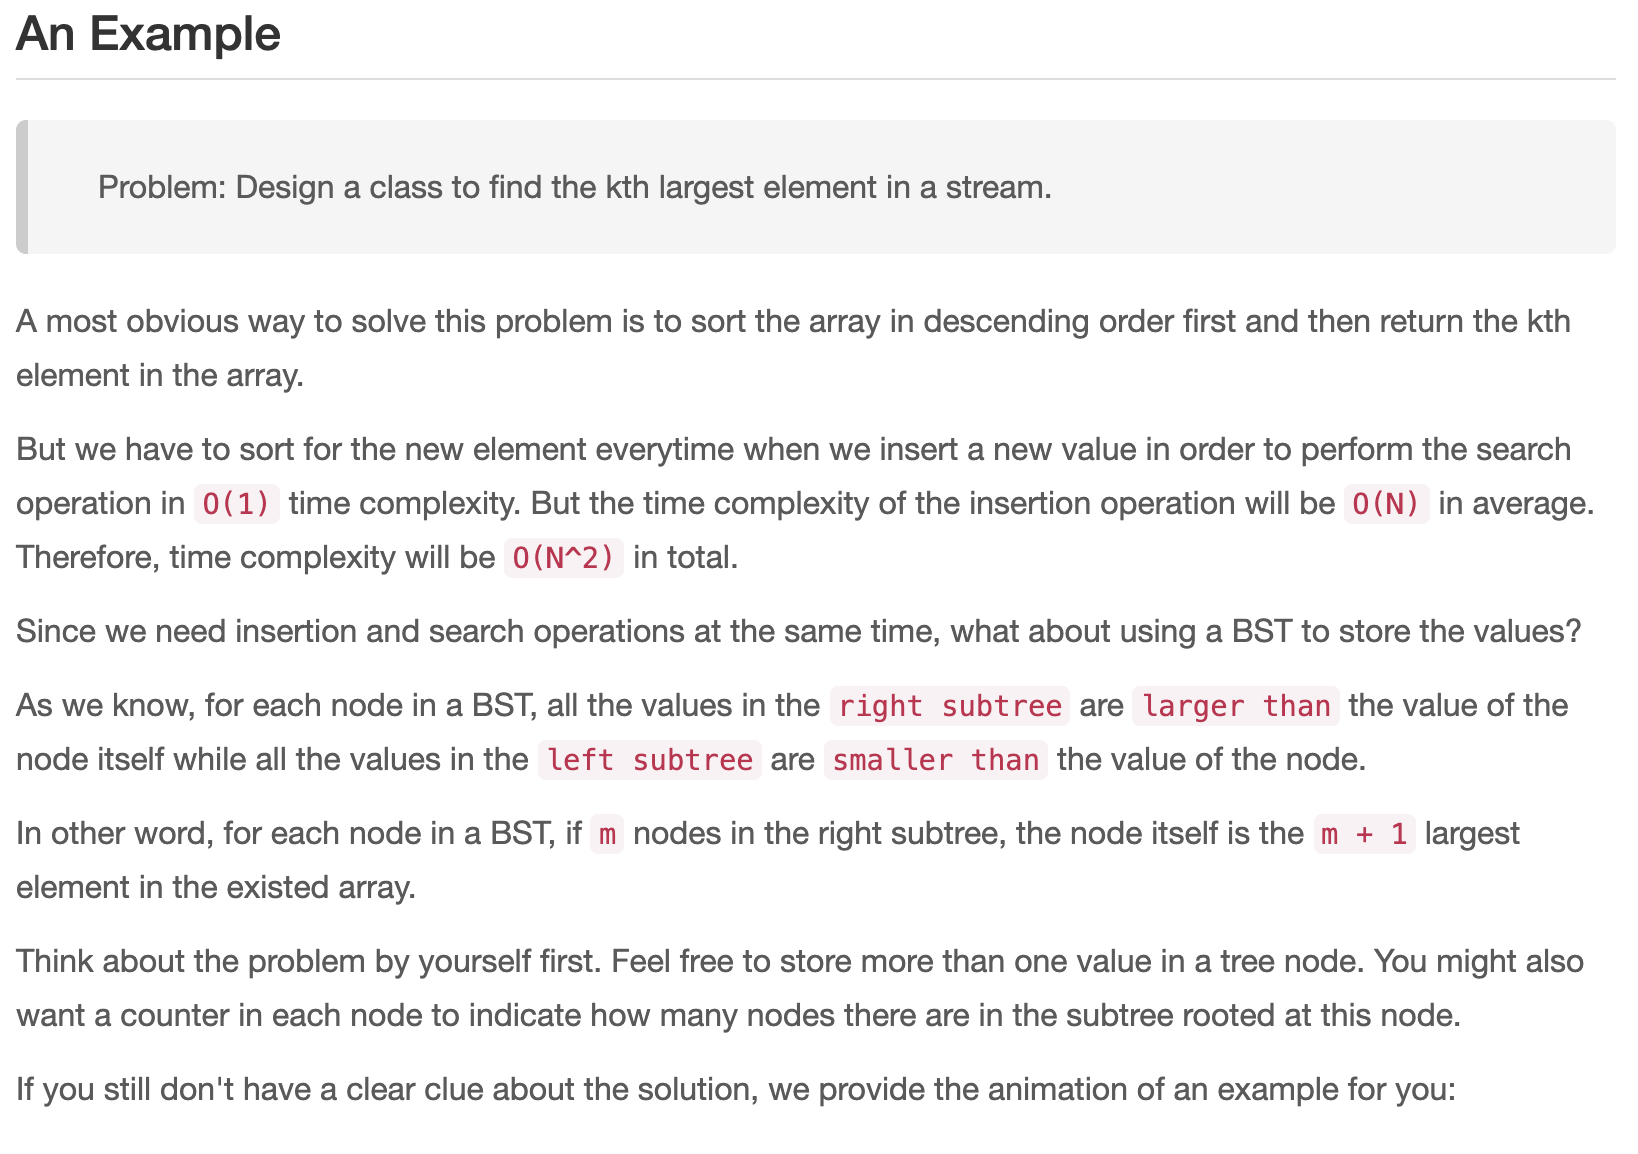 An Example
Problem: Design a class to find the kth largest element in a stream.
A most obvious way to solve this problem is to sort the array in descending order first and then return the kth
element in the array.
But we have to sort for the new element everytime when we insert a new value in order to perform the search
operation in O(1) time complexity. But the time complexity of the insertion operation will be O(N) in average.
Therefore, time complexity will be O(N^2) in total.
Since we need insertion and search operations at the same time, what about using a BST to store the values?
As we know, for each node in a BST, all the values in the right subtree are larger than the value of the
node itself while all the values in the left subtree are smaller than the value of the node.
In other word, for each node in a BST, if m nodes in the right subtree, the node itself is the m + 1 largest
element in the existed array.
Think about the problem by yourself first. Feel free to store more than one value in a tree node. You might also
want a counter in each node to indicate how many nodes there are in the subtree rooted at this node.
If you still don't have a clear clue about the solution, we provide the animation of an example for you: